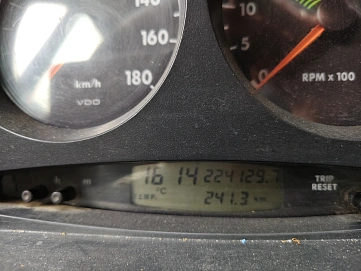 140
160
180
km/h
VDO
10
5
0
RPM x 100
h
m
16 14 224129.7
°C
TEMP.
241.3 km
TRIP
RESET